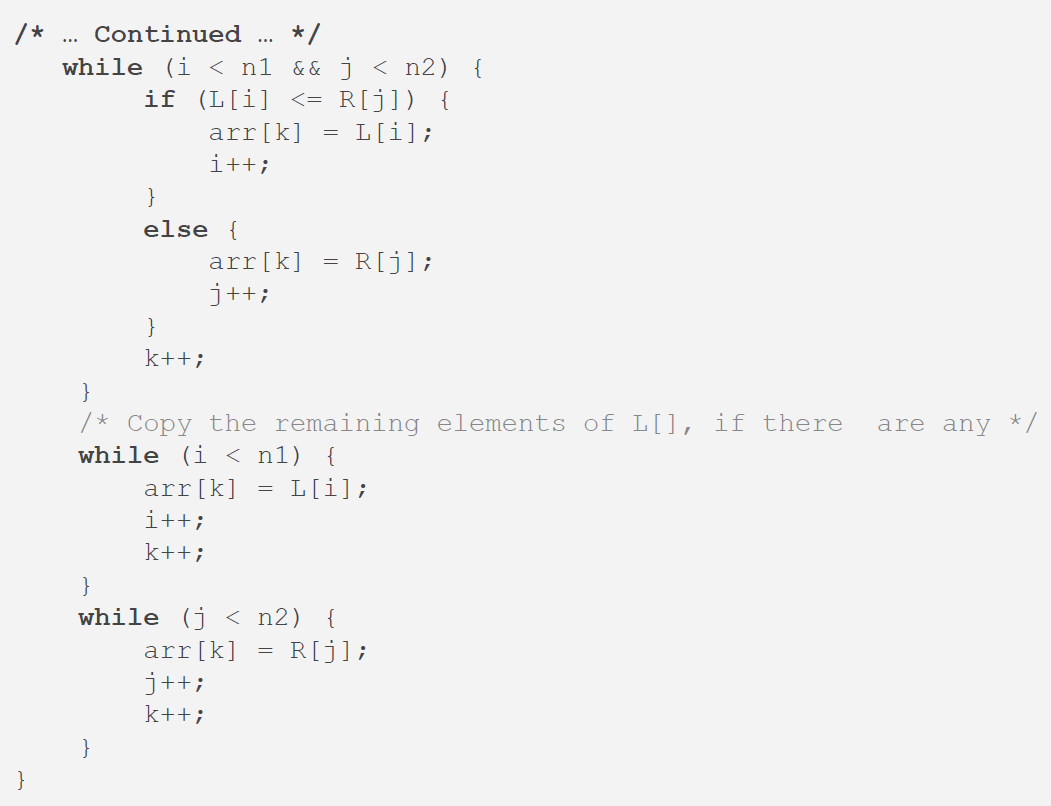 /* … Continued … */
while (i < n1 && j < n2) {
if (L[i] <= R[j]) {
arr[k] = L[i];
i++;
}
else {
arr[k] = R[j];
j++;
}
k++;
}
/* Copy the remaining elements of L[], if there  are any */
while (i < n1) {
arr[k] = L[i];
i++;
k++;
}
while (j < n2) {
arr[k] = R[j];
j++;
k++;
}
}